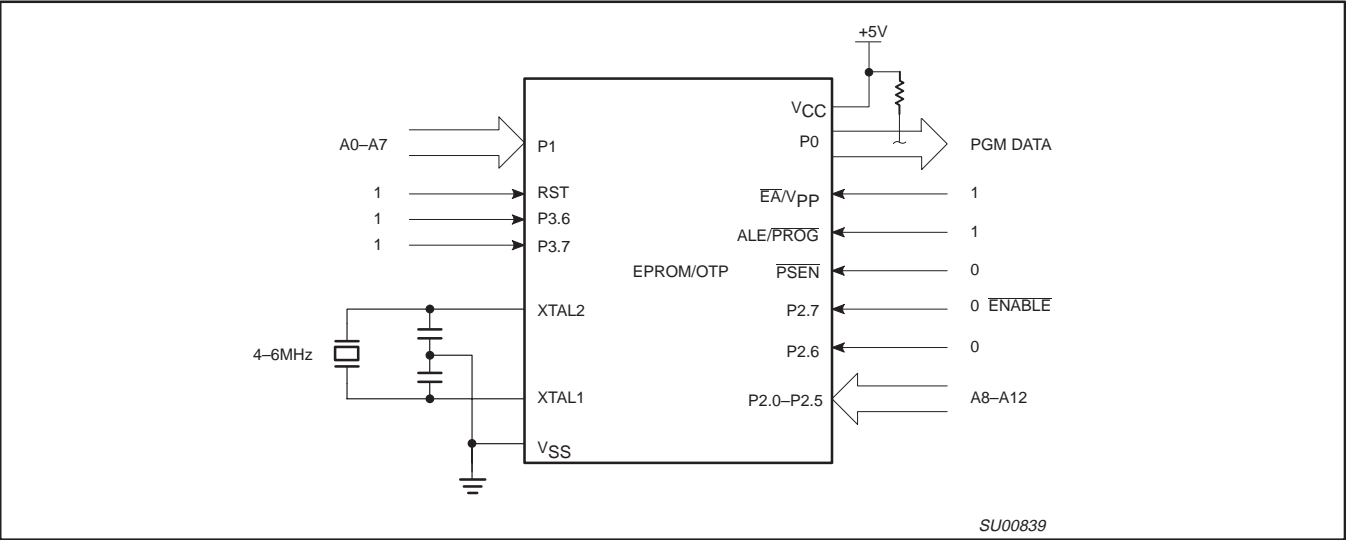 +5V
VCC
A0–A7
P1
P0
PGM DATA
1
RST
EA/VPP
1
1
P3.6
ALE/PROG
1
1
P3.7
EPROM/OTP
PSEN
0
XTAL2
P2.7
0 ENABLE
4–6MHz
P2.6
0
XTAL1
P2.0–P2.5
A8–A12
VSS
SU00839